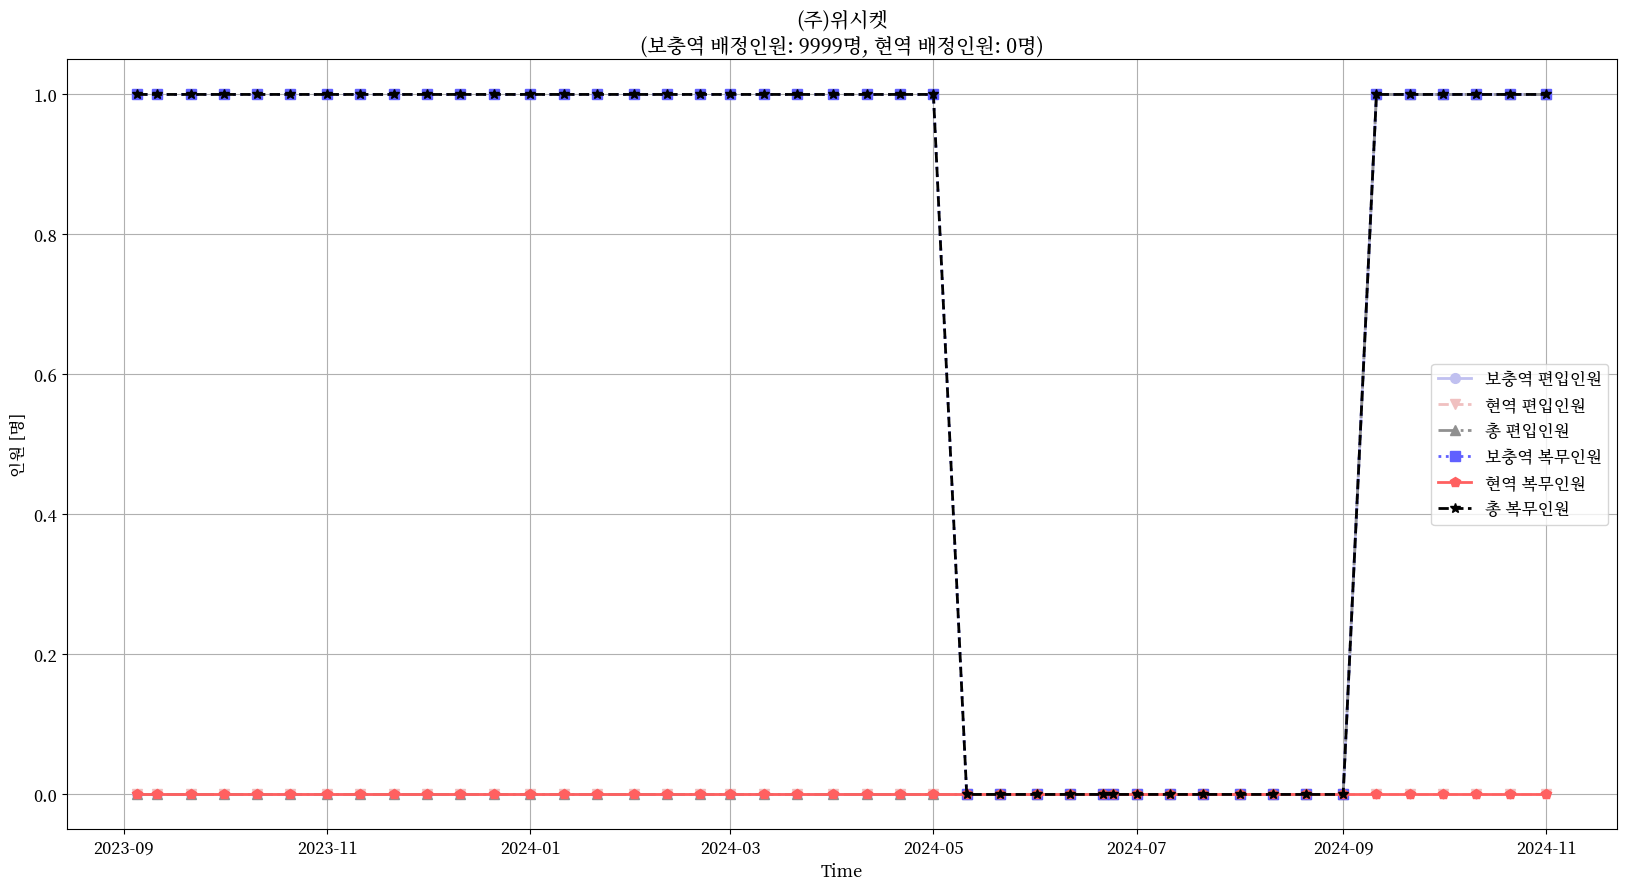 (주)위시켓
(보충역 배정인원: 9999명, 현역 배정인원: 0명)
인원 [명]
1.0
0.8
0.6
0.4
0.2
0.0
보충역 편입인원
현역 편입인원
총 편입인원
보충역 복무인원
현역 복무인원
총 복무인원
2023-09
2023-11
2024-01
2024-03
2024-05
2024-07
2024-09
2024-11
Time